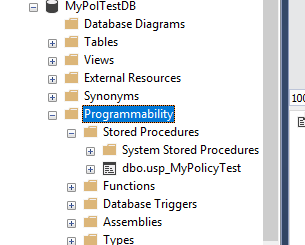 MyPolTestDB
Database Diagrams
Tables
Views
External Resources
Synonyms
Programmability
Stored Procedures
System Stored Procedures
dbo.usp_MyPolicyTest
Functions
Database Triggers
Assemblies
Types